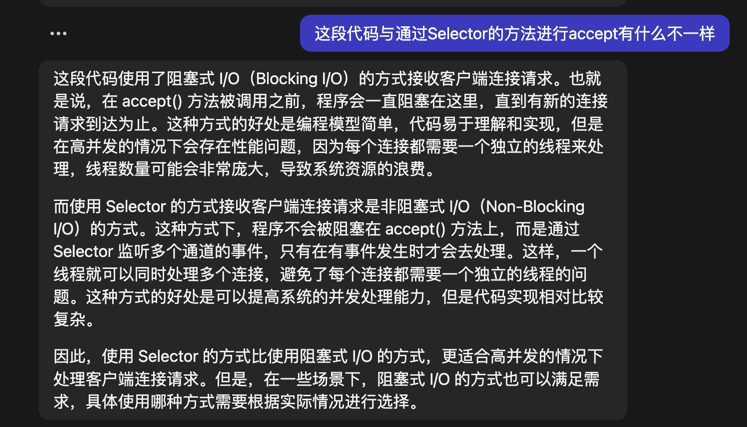 这段代码与通过Selector的方法进行accept有什么不一样
这段代码使用了阻塞式 I/O（Blocking I/O）的方式接收客户端连接请求。也就
是说，在 accept() 方法被调用之前，程序会一直阻塞在这里，直到有新的连接
请求到达为止。这种方式的好处是编程模型简单，代码易于理解和实现，但是
在高并发的情况下会存在性能问题，因为每个连接都需要一个独立的线程来处
理，线程数量可能会非常庞大，导致系统资源的浪费。
而使用 Selector 的方式接收客户端连接请求是非阻塞式 I/O（Non-Blocking
I/O）的方式。这种方式下，程序不会被阻塞在 accept() 方法上，而是通过
Selector 监听多个通道的事件，只有在有事件发生时才会去处理。这样，一个
线程就可以同时处理多个连接，避免了每个连接都需要一个独立的线程的问
题。这种方式的好处是可以提高系统的并发处理能力，但是代码实现相对比较
复杂。
因此，使用 Selector 的方式比使用阻塞式 I/O 的方式，更适合高并发的情况下
处理客户端连接请求。但是，在一些场景下，阻塞式 I/O 的方式也可以满足需
求，具体使用哪种方式需要根据实际情况进行选择。